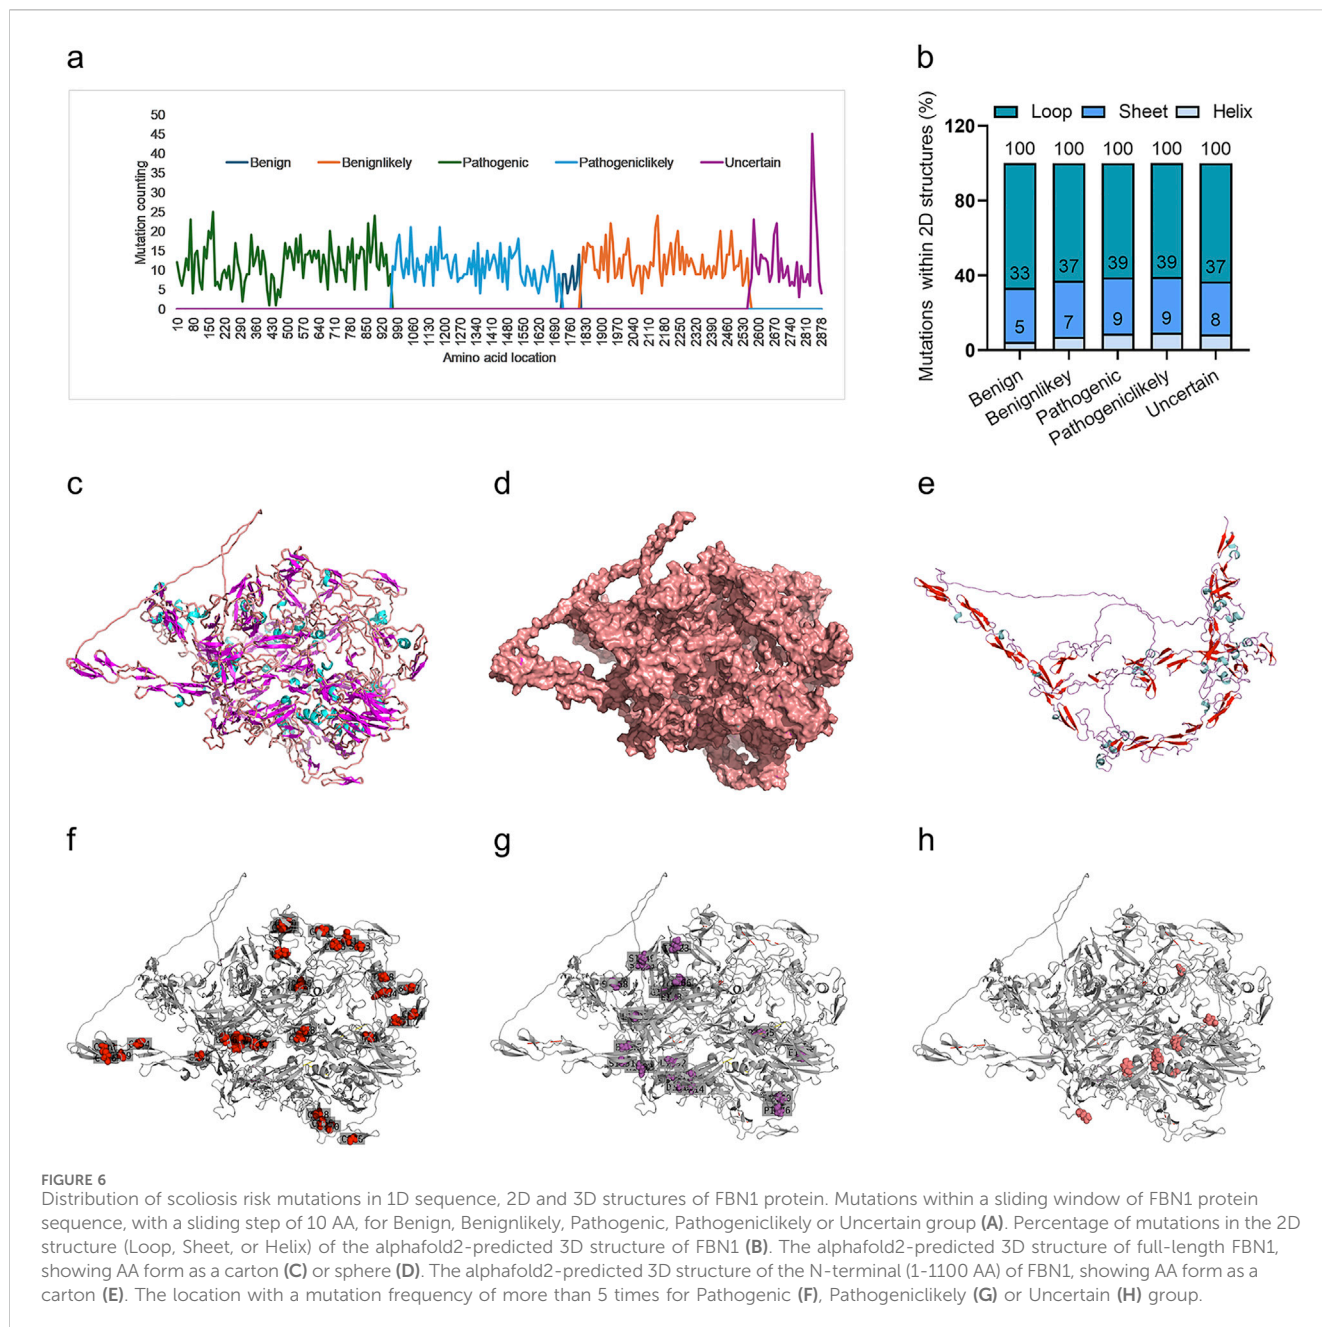 a
50
45
40
35
30
25
20
15
10
5
0
Mutation counting
Benign Benignlikely Pathogenic Pathogeniclikely Uncertain
10 80 150 220 290 360 430 500 570 640 710 780 850 920 990 1060 1130 1200 1270 1340 1410 1480 1550 1620 1690 1760 1830 1900 1970 2040 2110 2180 2250 2320 2390 2460 2530 2600 2670 2740 2810 2878
Amino acid location
b
Loop Sheet Helix
Mutations within 2D structures (%)
120
80
40
0
100 100 100 100 100
33 37 39 39 37
5 7 9 9 8
Benign Benignlikey Pathogenic Pathogeniclikely Uncertain
c
d
e
f
g
h
FIGURE 6
Distribution of scoliosis risk mutations in 1D sequence, 2D and 3D structures of FBN1 protein. Mutations within a sliding window of FBN1 protein
sequence, with a sliding step of 10 AA, for Benign, Benignlikely, Pathogenic, Pathogeniclikely or Uncertain group (A). Percentage of mutations in the 2D
structure (Loop, Sheet, or Helix) of the alphafold2-predicted 3D structure of FBN1 (B). The alphafold2-predicted 3D structure of full-length FBN1,
showing AA form as a carton (C) or sphere (D). The alphafold2-predicted 3D structure of the N-terminal (1-1100 AA) of FBN1, showing AA form as a
carton (E). The location with a mutation frequency of more than 5 times for Pathogenic (F), Pathogeniclikely (G) or Uncertain (H) group.